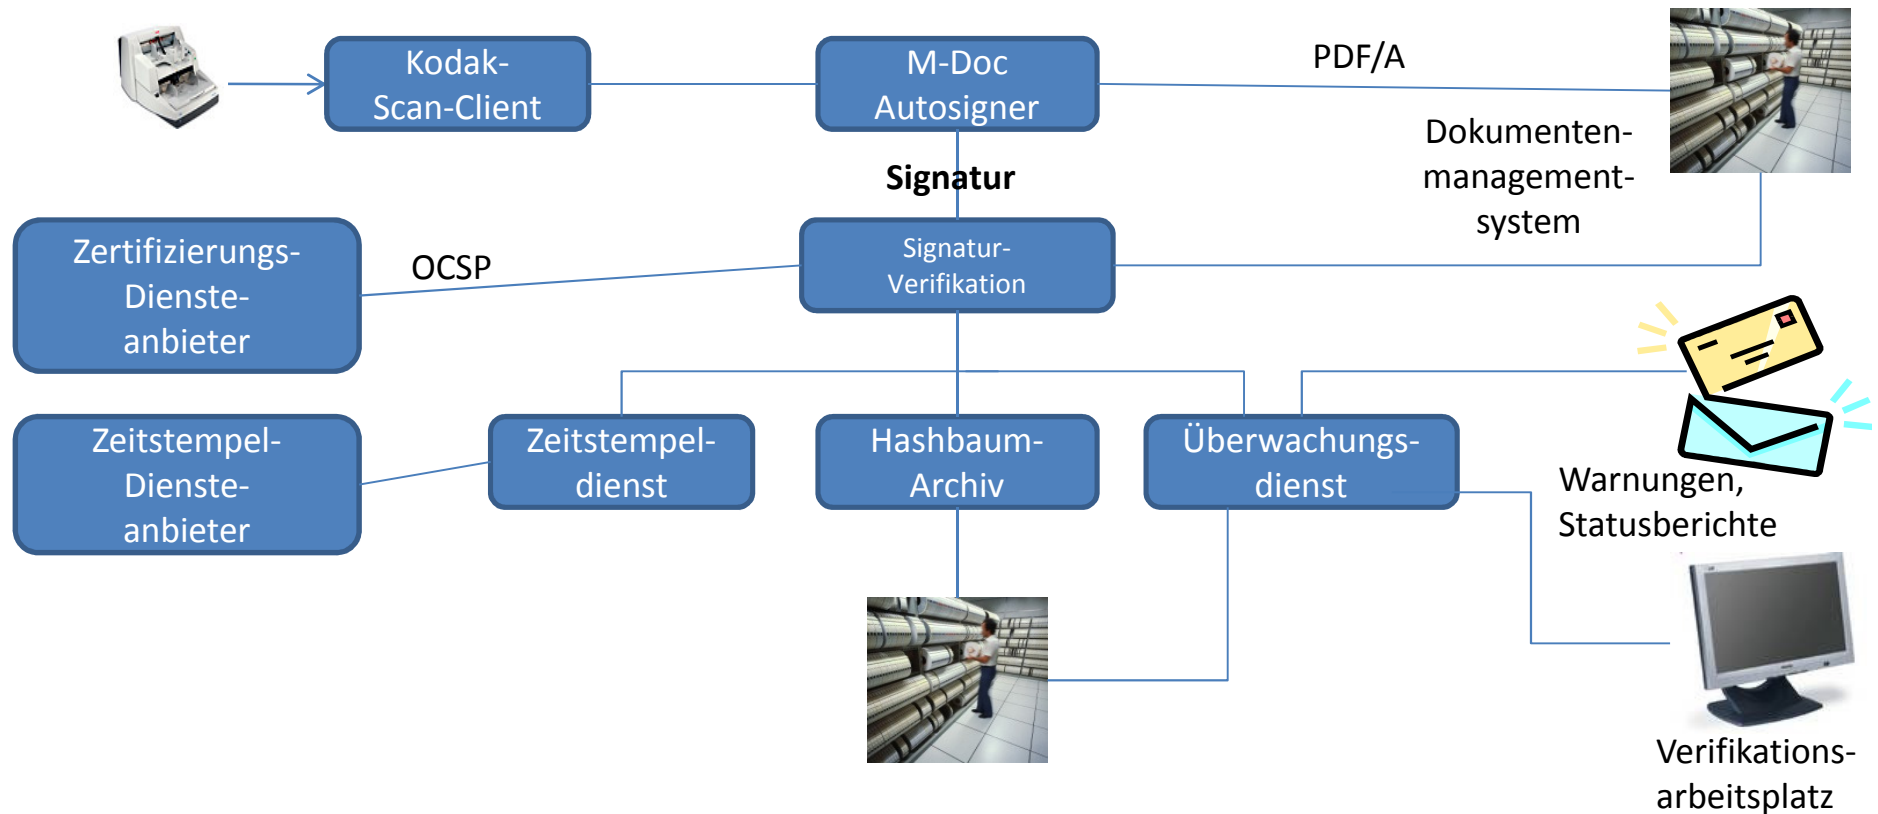 Kodak-
Scan-Client
M-Doc
Autosigner
PDF/A
Dokumenten-
management-
system
Signatur
Zertifizierungs-
Dienste-
anbieter
OCSP
Signatur-
Verifikation
Zeitstempel-
Dienste-
anbieter
Zeitstempel-
dienst
Hashbaum-
Archiv
Überwachungs-
dienst
Warnungen,
Statusberichte
Verifikations-
arbeitsplatz